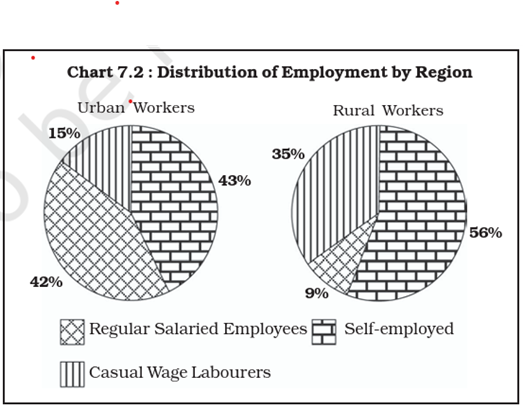 Chart 7.2 : Distribution of Employment by Region
Urban Workers
Rural Workers
15%
43%
42%
35%
56%
9%
Regular Salaried Employees
Self-employed
Casual Wage Labourers